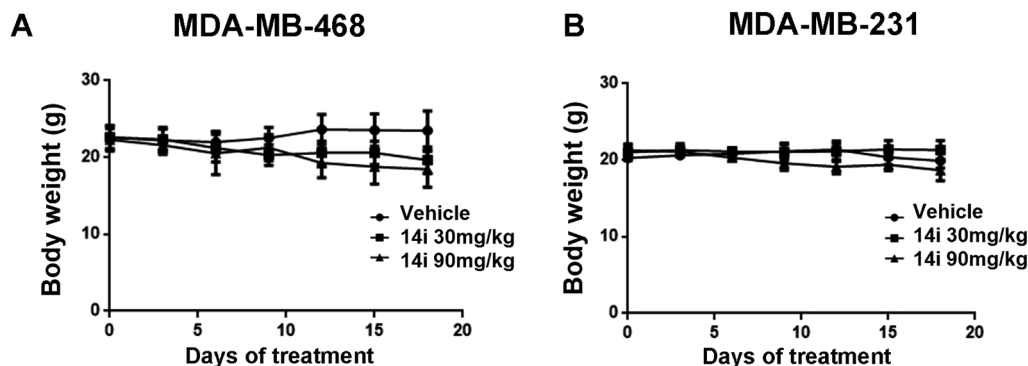 A
MDA-MB-468
Body weight (g)
30
20
10
0
0
5
10
15
20
Days of treatment
Vehicle
14i 30mg/kg
14i 90mg/kg
B
MDA-MB-231
Body weight (g)
30
20
10
0
0
5
10
15
20
Days of treatment
Vehicle
14i 30mg/kg
14i 90mg/kg